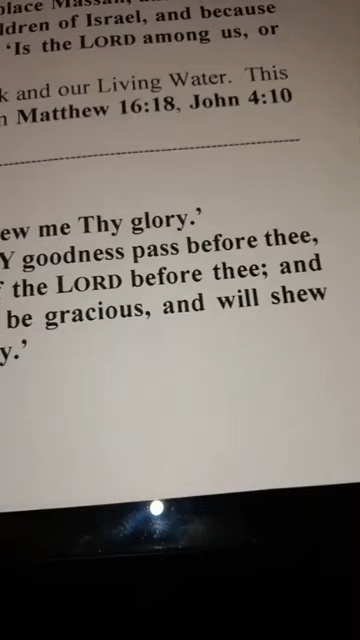 place Massah,
ldren of Israel, and because
'Is the LORD among us, or
k and our Living Water. This
n Matthew 16:18, John 4:10
ew me Thy glory.'
Y goodness pass before thee,
the LORD before thee; and
be gracious, and will shew
y.'